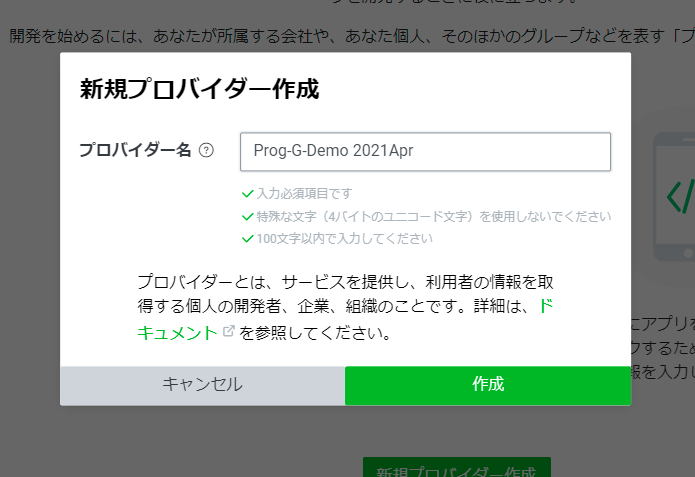 開発を始めるには、あなたが所属する会社や、あなた個人、そのほかのグループなどを表す「プ
新規プロバイダー作成
プロバイダー名
Prog-G-Demo 2021Apr
入力必須項目です
特殊な文字（4バイトのユニコード文字）を使用しないでください
100文字以内で入力してください
プロバイダーとは、サービスを提供し、利用者の情報を取
得する個人の開発者、企業、組織のことです。詳細は、ド
キュメント を参照してください。
にアプリを
クするため
報を入力し
キャンセル
作成
新規プロバイダー作成